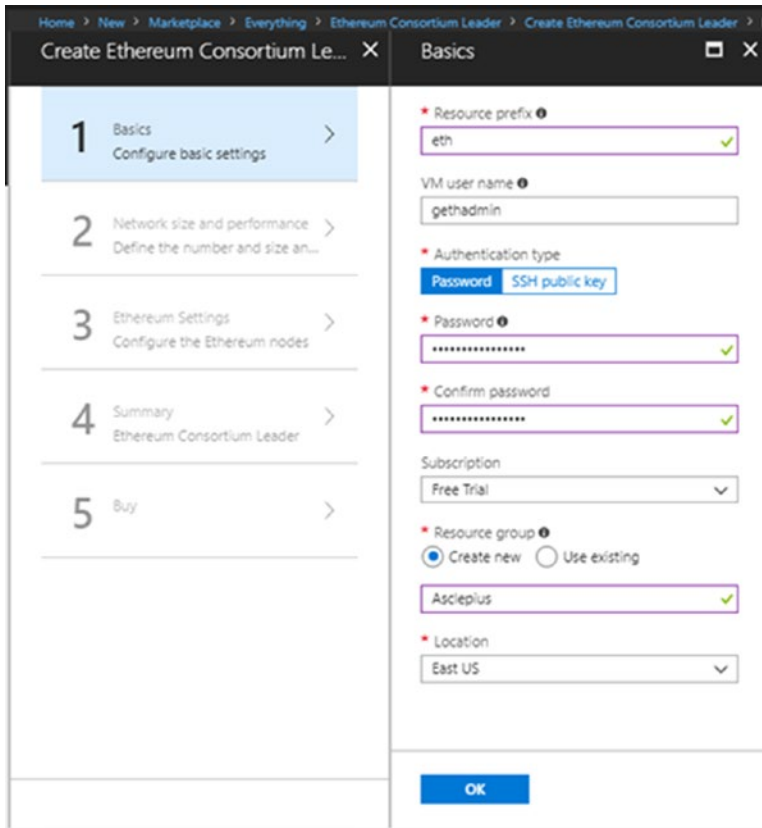 Home > New > Marketplace > Everything > Ethereum Consortium Leader > Create Ethereum Consortium Leader >
Create Ethereum Consortium Le...
1
Basics
Configure basic settings
2
Network size and performance
Define the number and size an...
3
Ethereum Settings
Configure the Ethereum nodes
4
Summary
Ethereum Consortium Leader
5
Buy
Basics
* Resource prefix
eth
VM user name
gethadmin
* Authentication type
Password SSH public key
* Password
* Confirm password
Subscription
Free Trial
* Resource group
Create new Use existing
Asclepius
* Location
East US
OK